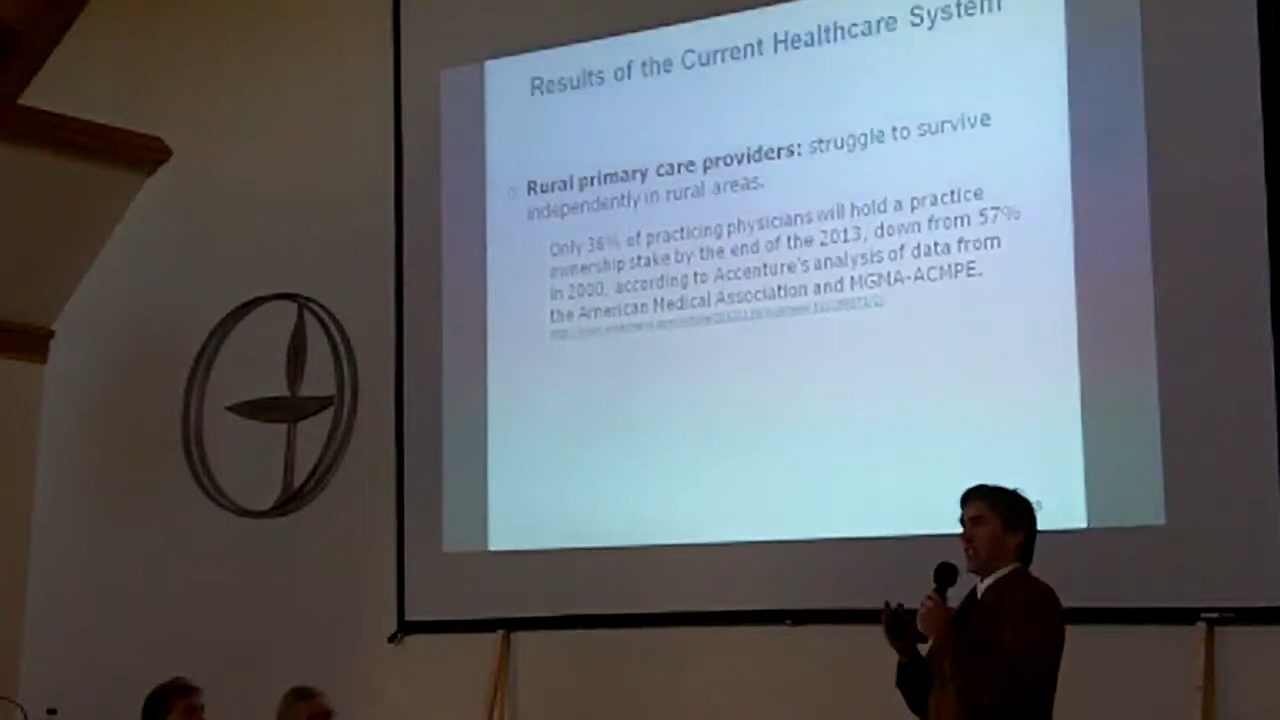 Results of the Current Healthcare System
Rural primary care providers: struggle to survive
independently in rural areas.
Only 36% of practicing physicians will hold a practice
ownership stake by the end of the 2013, down from 57%
in 2000, according to Accenture's analysis of data from
the American Medical Association and MGMA-ACMPE.